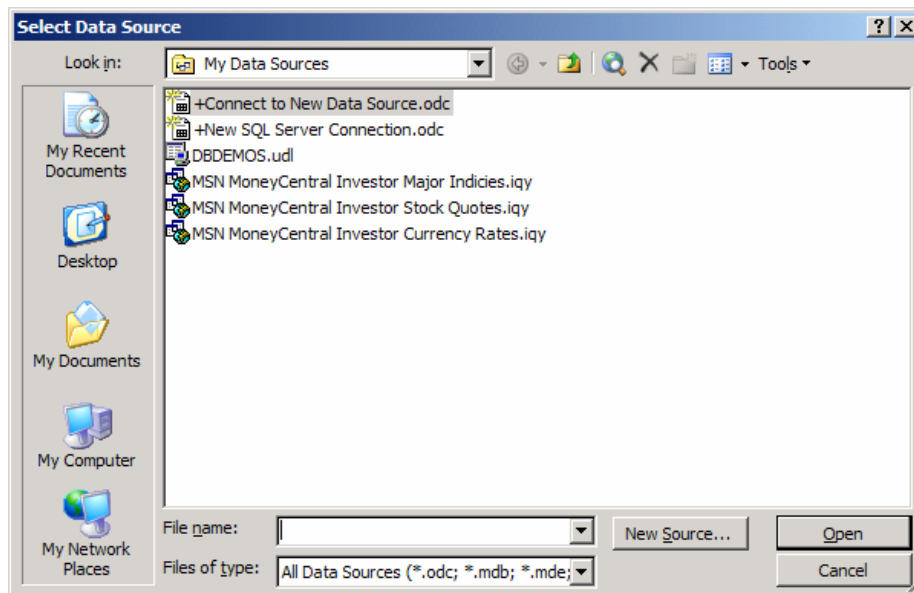 Select Data Source
Look in:
My Data Sources
Tools
+Connect to New Data Source.odc
+New SQL Server Connection.odc
DBDEMOS.udl
MSN MoneyCentral Investor Major Indicies.iqy
MSN MoneyCentral Investor Stock Quotes.iqy
MSN MoneyCentral Investor Currency Rates.iqy
My Recent
Documents
Desktop
My Documents
My Computer
My Network
Places
File name:
New Source...
Open
Files of type:
All Data Sources (*.odc; *.mdb; *.mde;
Cancel